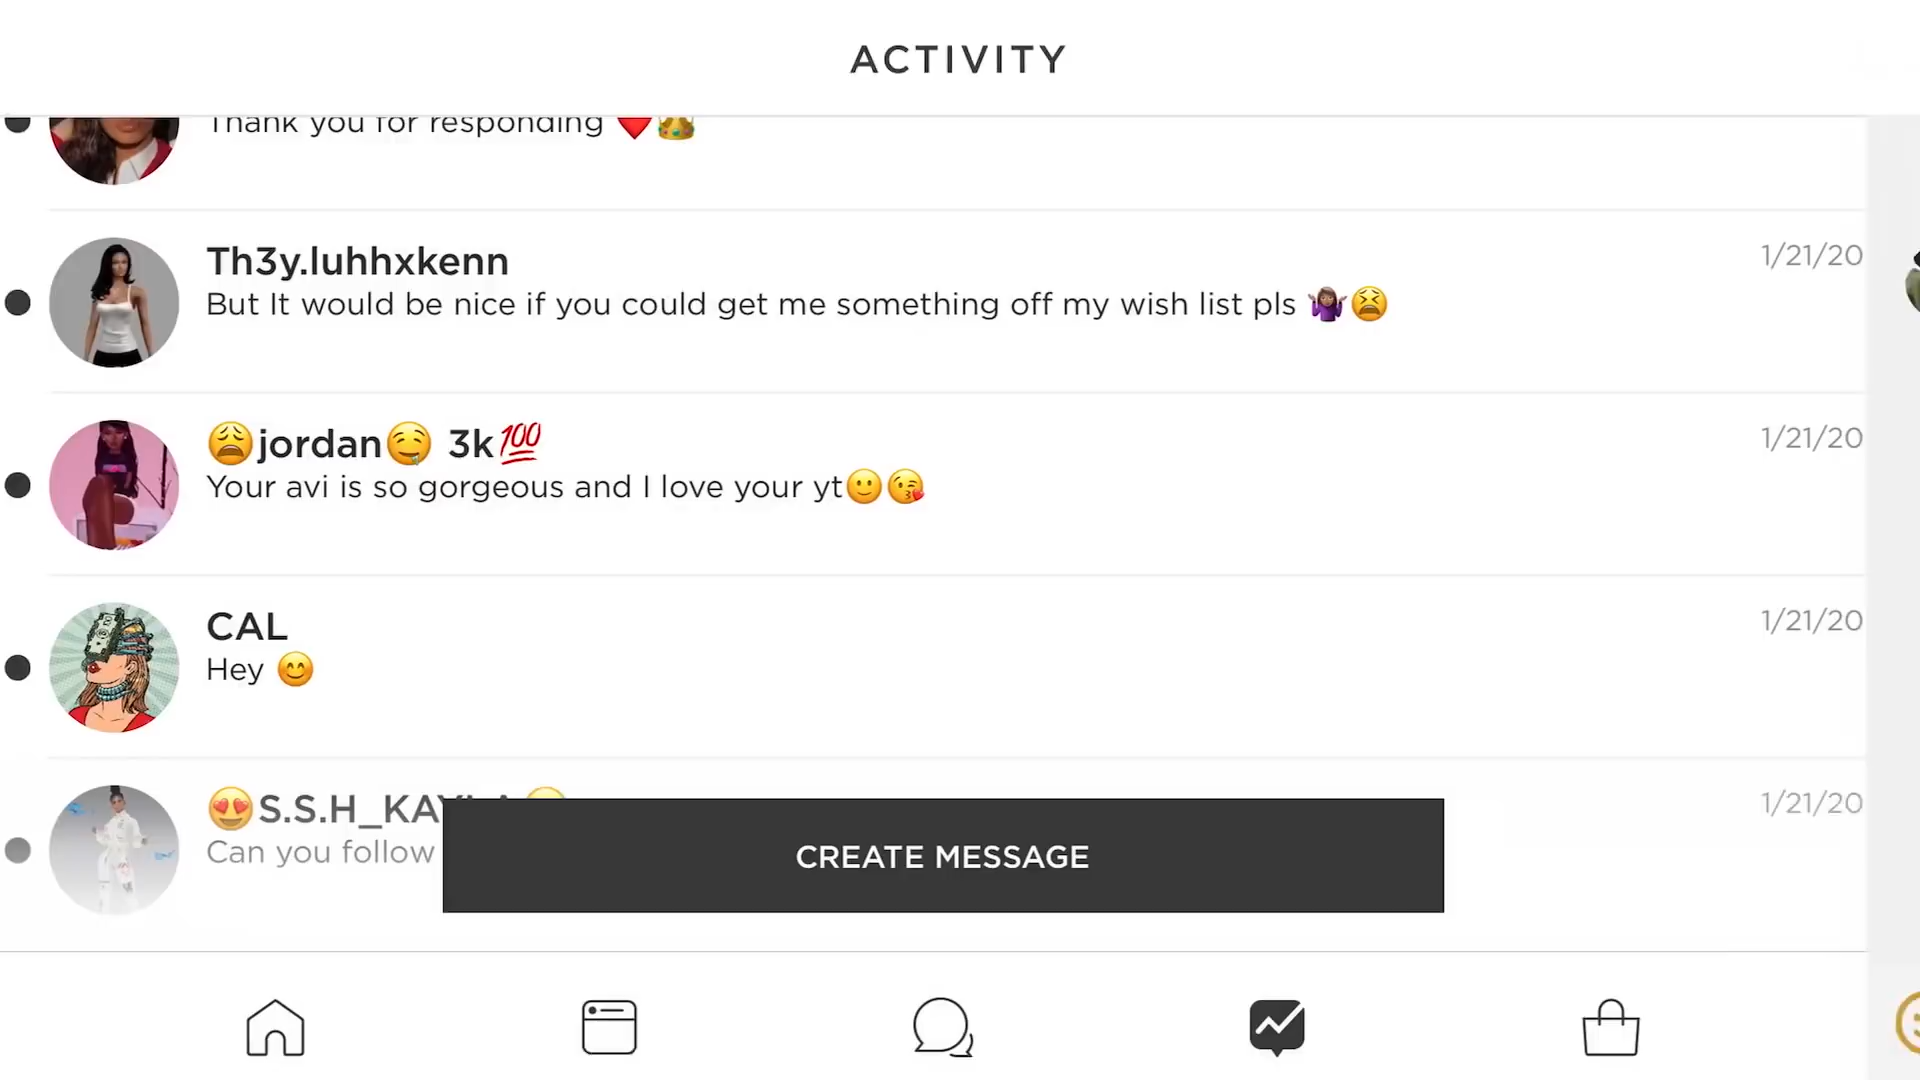 ACTIVITY
Thank you for responding ❤️👑
Th3y.luhhxkenn
1/21/20
But It would be nice if you could get me something off my wish list pls 🤷🏽‍♀️😫
😩jordan🤤 3k💯
1/21/20
Your avi is so gorgeous and I love your yt🙂😘
CAL
1/21/20
Hey 😊
😍S.S.H_KAYLA
1/21/20
Can you follow
CREATE MESSAGE